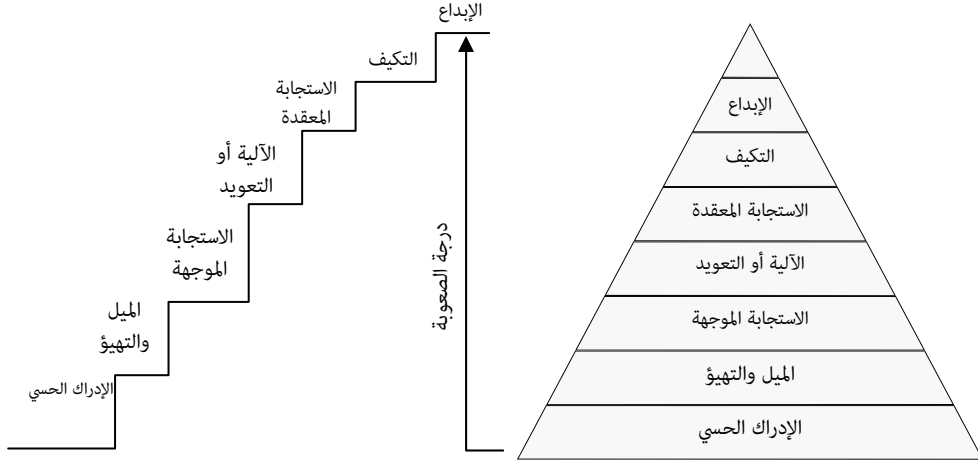 الإبداع
التكيف
الاستجابة
المعقدة
الآلية أو
التعويد
الاستجابة
الموجهة
الميل
والتهيؤ
الإدراك الحسي
درجة الصعوبة
الإبداع
التكيف
الاستجابة المعقدة
الآلية أو التعويد
الاستجابة الموجهة
الميل والتهيؤ
الإدراك الحسي